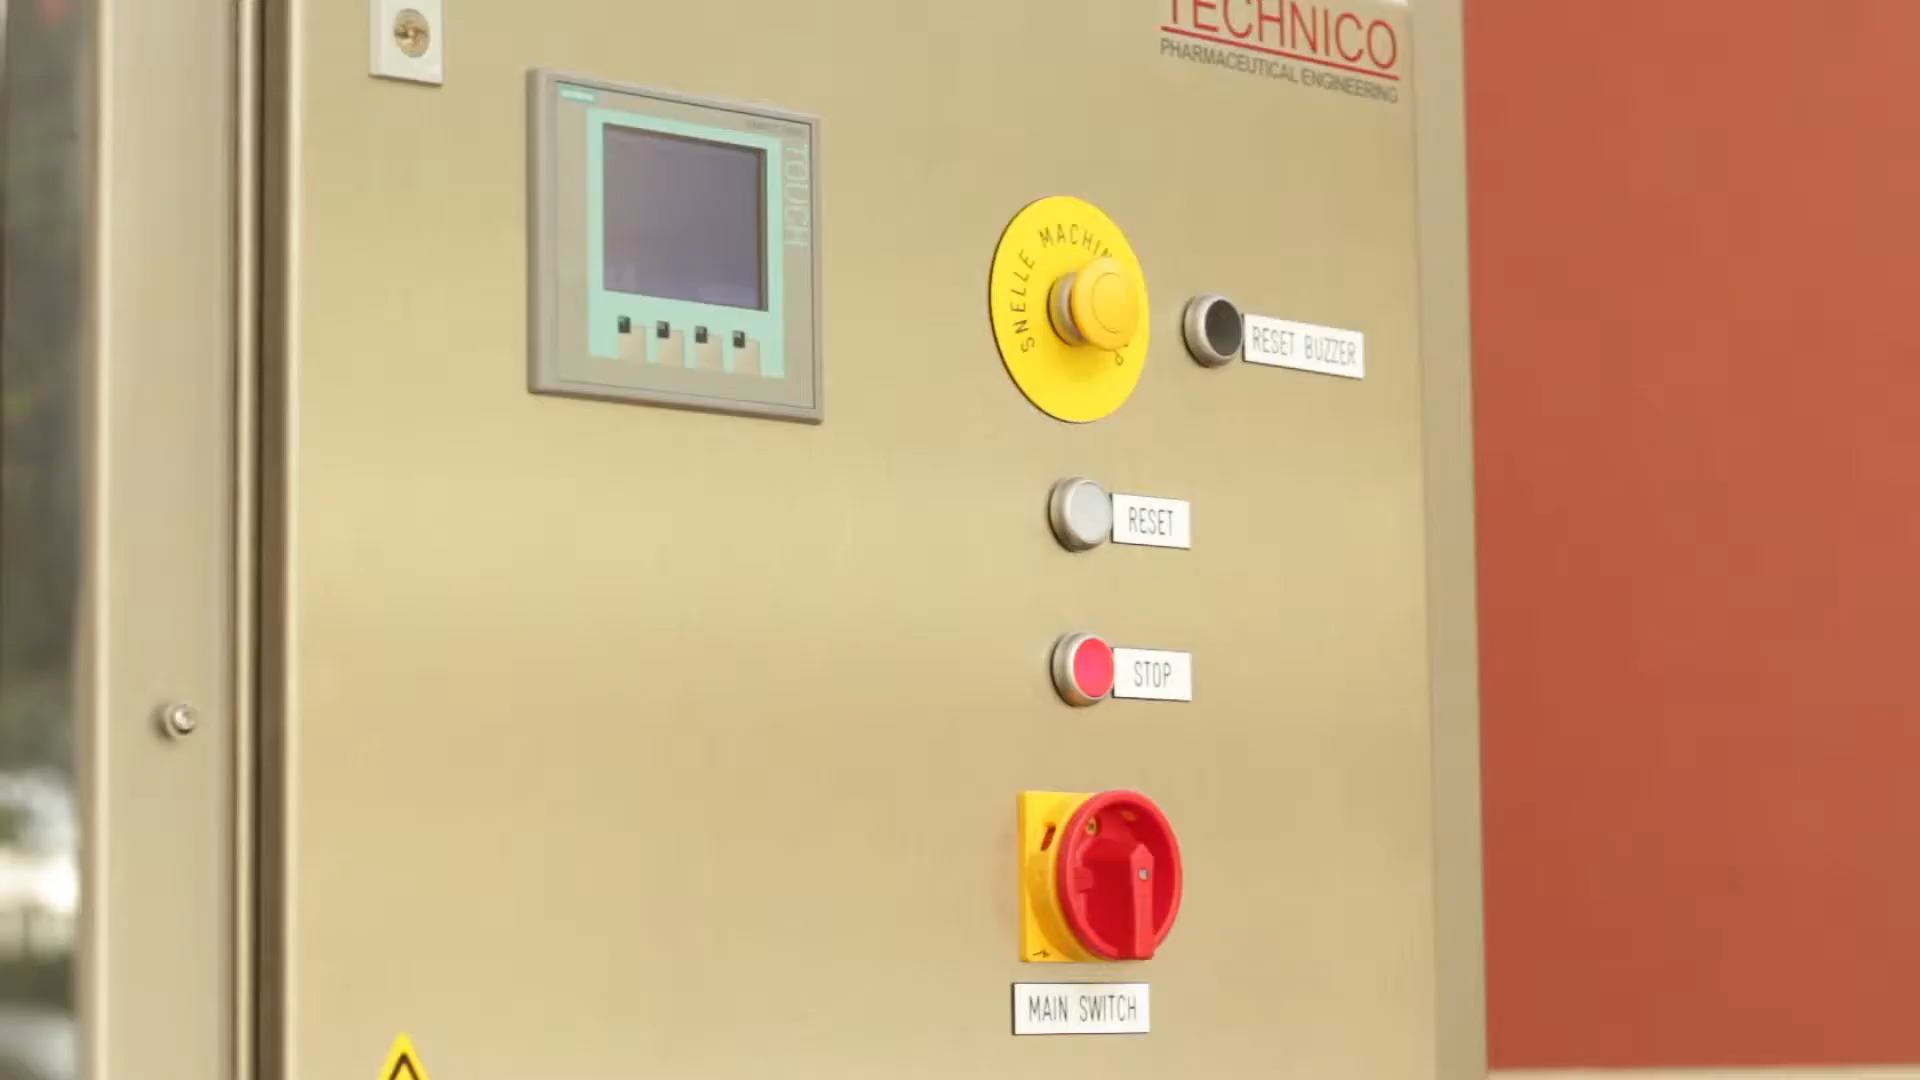 TECHNICO
PHARMACEUTICAL ENGINEERING
TOUCH
SNELLE MACHIN
RESET BUZZER
RESET
STOP
MAIN SWITCH